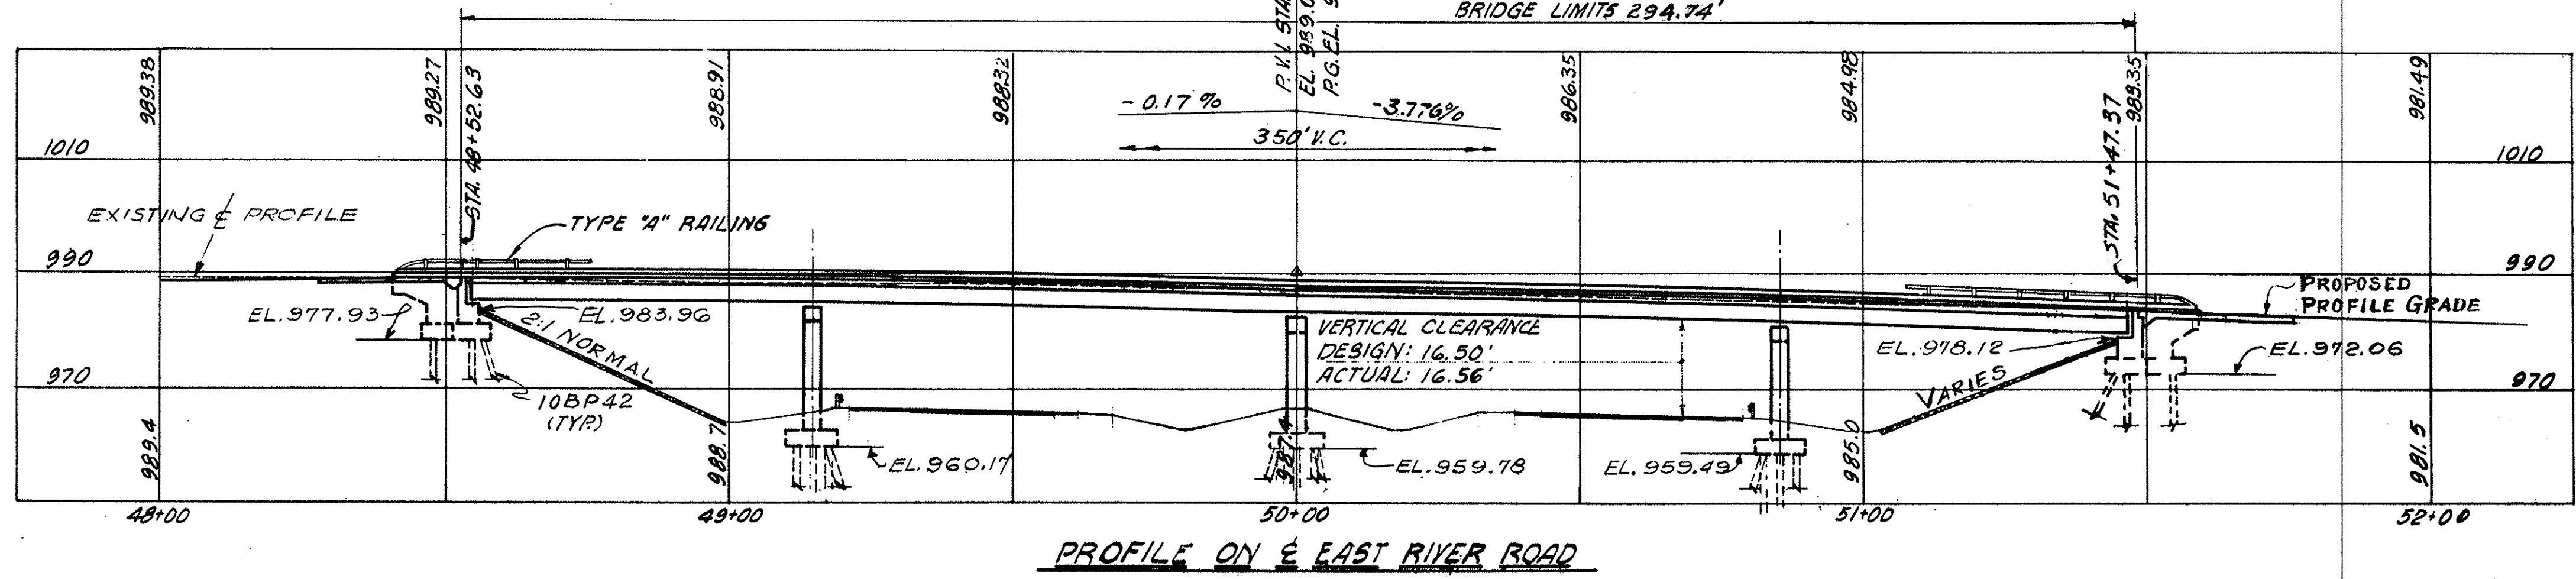 BRIDGE LIMITS 294.74'
P.V.I. STA
EL. 989.0
P.G.EL. 9
989.38
989.27
STA. 48+52.63
988.91
988.32
986.35
984.98
STA. 51+47.37
983.35
981.49
- 0.17 %
-3.776%
350' V.C.
1010
1010
EXISTING ℄ PROFILE
TYPE "A" RAILING
990
990
PROPOSED
PROFILE GRADE
EL.977.93
EL.983.96
2:1 NORMAL
VERTICAL CLEARANCE
DESIGN: 16.50'
ACTUAL: 16.56'
EL.978.12
EL.972.06
VARIES
970
970
10BP42
(TYP.)
989.4
988.7
987.4
985.0
981.5
EL.960.17
EL.959.78
EL.959.49
48+00
49+00
50+00
51+00
52+00
PROFILE ON ℄ EAST RIVER ROAD